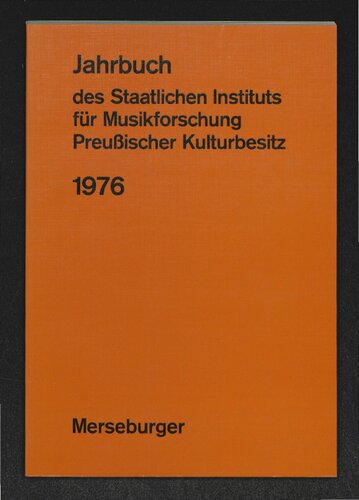 Jahrbuch
des Staatlichen Instituts
für Musikforschung
Preußischer Kulturbesitz
1976
Merseburger